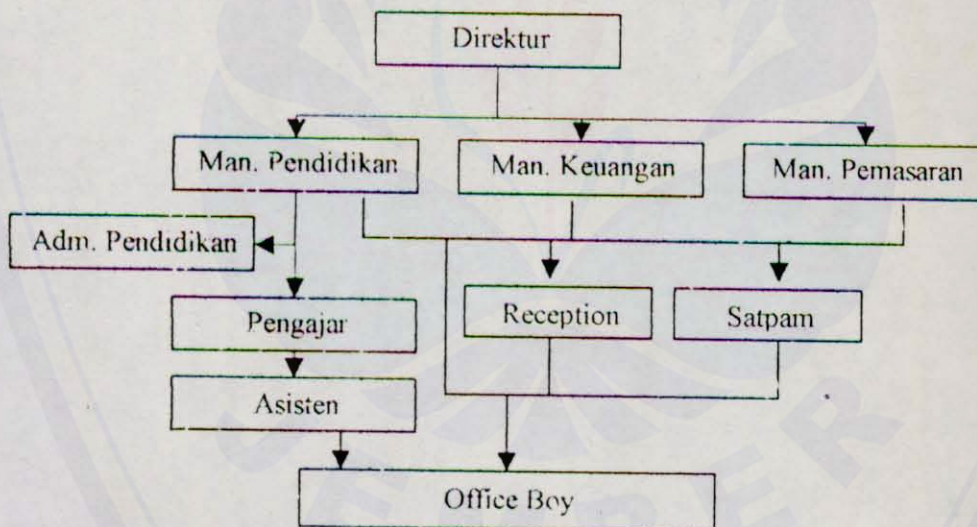 Direktur
Man. Pendidikan
Man. Keuangan
Man. Pemasaran
Adm. Pendidikan
Pengajar
Reception
Satpam
Asisten
Office Boy